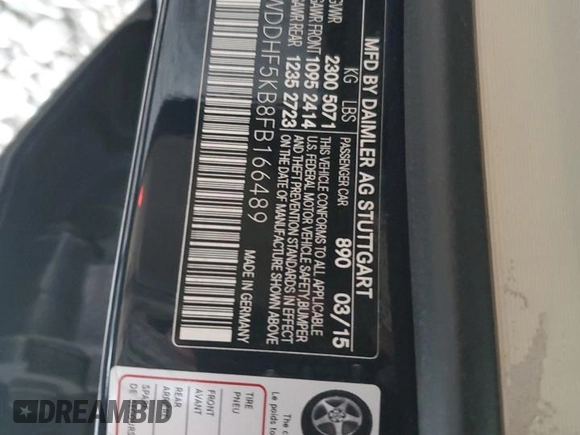 MFD BY DAIMLER AG STUTTGART
KG LBS PASSENGER CAR 890 03/15
GVWR 2300 5071 THIS VEHICLE CONFORMS TO ALL APPLICABLE
GAWR FRONT 1095 2414 U.S. FEDERAL MOTOR VEHICLE SAFETY, BUMPER
GAWR REAR 1235 2723 AND THEFT PREVENTION STANDARDS IN EFFECT
ON THE DATE OF MANUFACTURE SHOWN ABOVE
WDDHF5KB8FB166489
MADE IN GERMANY
TIRE
PNEU
FRONT
AVANT
REAR
DREAMBID